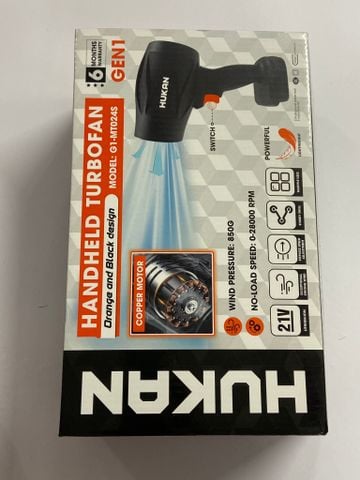 HUKAN
HANDHELD TURBOFAN
MODEL: G1-MT024S
Orange and Black design
6 MONTHS
WARRANTY
GEN1
HUKAN
SWITCH
POWERFUL
COPPER MOTOR
WIND PRESSURE: 850G
NO-LOAD SPEED: 0-28000 RPM
21V